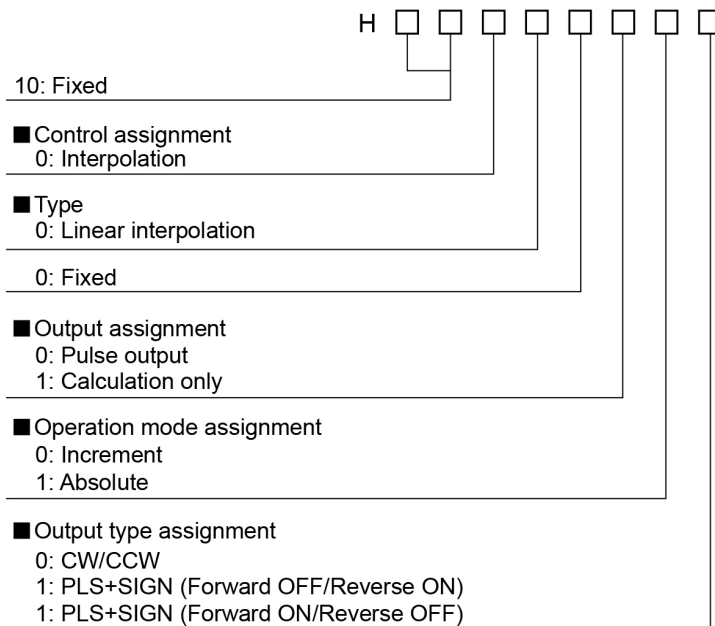 H □ □ □ □ □ □ □ □
10: Fixed
■ Control assignment
0: Interpolation
■ Type
0: Linear interpolation
0: Fixed
■ Output assignment
0: Pulse output
1: Calculation only
■ Operation mode assignment
0: Increment
1: Absolute
■ Output type assignment
0: CW/CCW
1: PLS+SIGN (Forward OFF/Reverse ON)
1: PLS+SIGN (Forward ON/Reverse OFF)